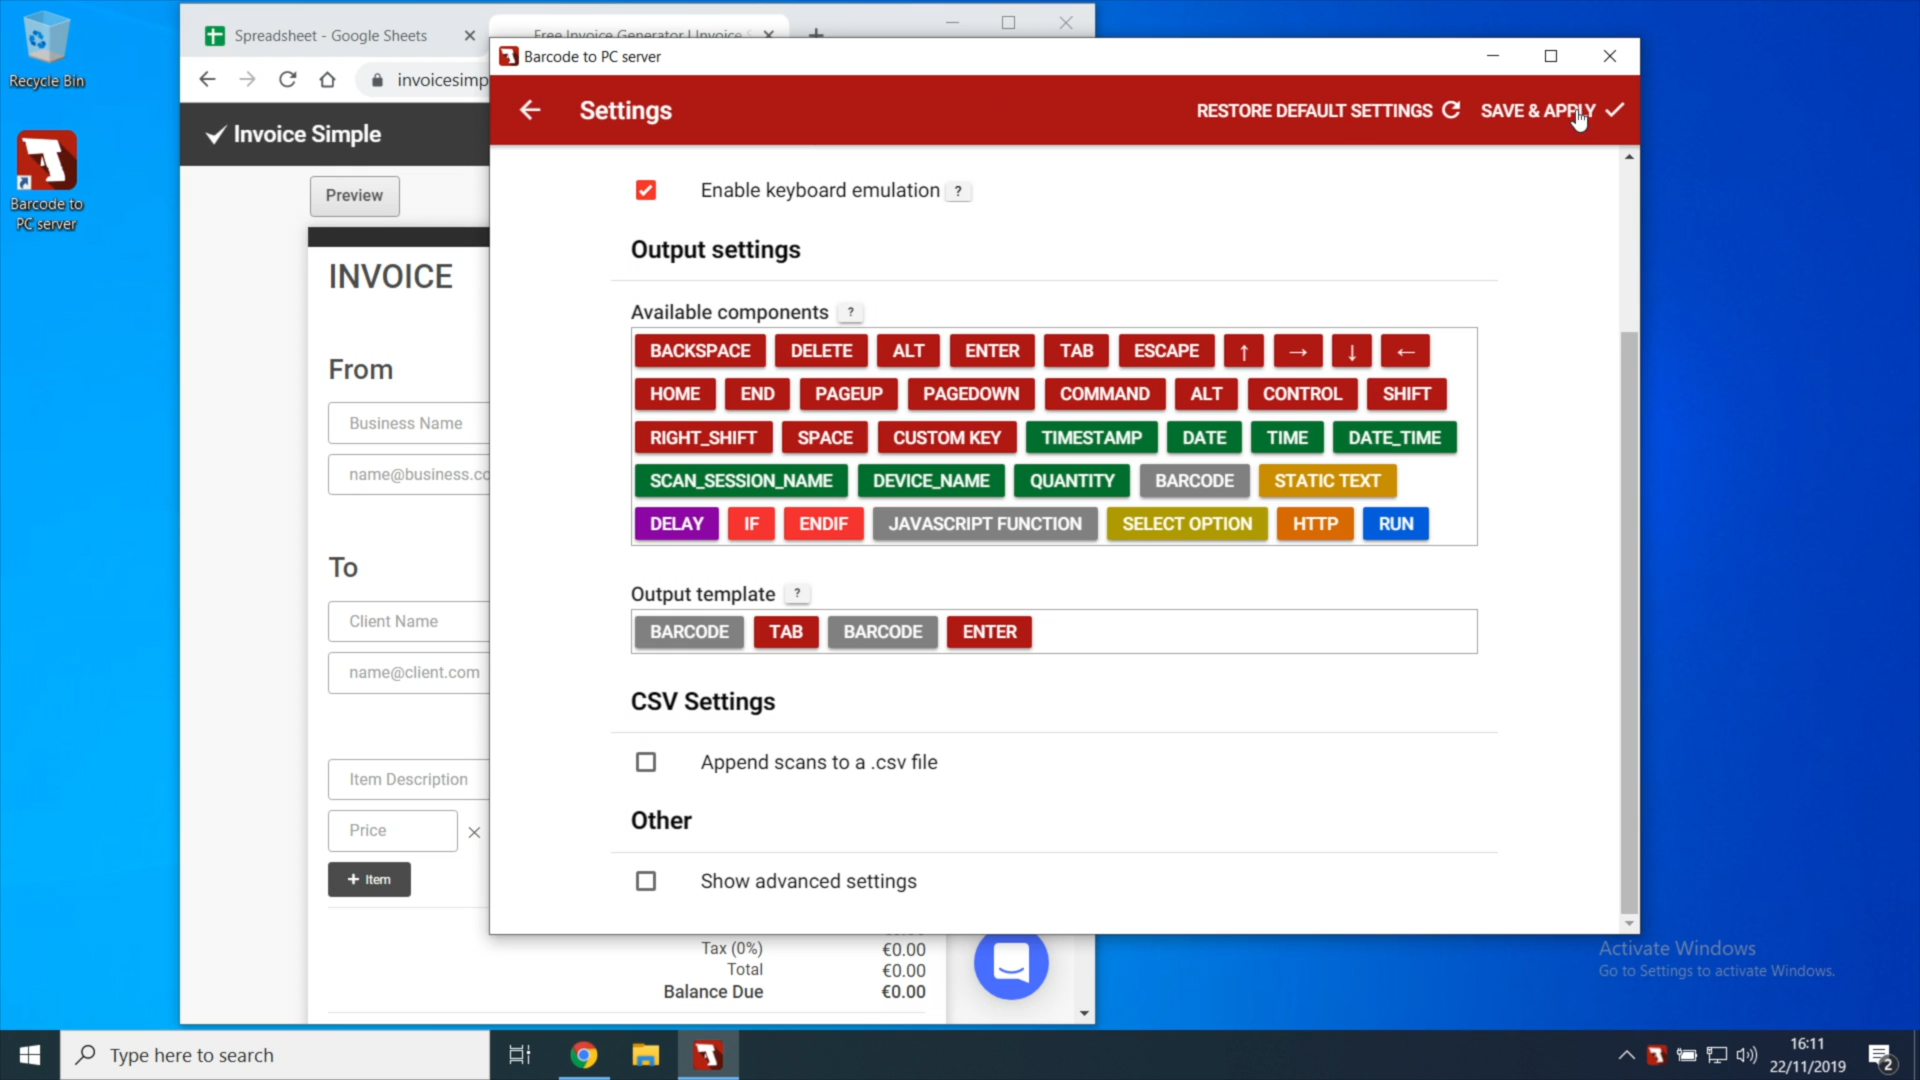 Recycle Bin
Barcode to
PC server
Spreadsheet - Google Sheets
Free Invoice Generator | Invoice S
invoicesimp
Invoice Simple
Preview
INVOICE
From
Business Name
name@business.co
To
Client Name
name@client.com
Item Description
Price
+ Item
Tax (0%) €0.00
Total €0.00
Balance Due €0.00
Barcode to PC server
Settings
RESTORE DEFAULT SETTINGS
SAVE & APPLY
Enable keyboard emulation ?
Output settings
Available components ?
BACKSPACE DELETE ALT ENTER TAB ESCAPE ↑ → ↓ ←
HOME END PAGEUP PAGEDOWN COMMAND ALT CONTROL SHIFT
RIGHT_SHIFT SPACE CUSTOM KEY TIMESTAMP DATE TIME DATE_TIME
SCAN_SESSION_NAME DEVICE_NAME QUANTITY BARCODE STATIC TEXT
DELAY IF ENDIF JAVASCRIPT FUNCTION SELECT OPTION HTTP RUN
Output template ?
BARCODE TAB BARCODE ENTER
CSV Settings
Append scans to a .csv file
Other
Show advanced settings
Activate Windows
Go to Settings to activate Windows.
Type here to search
16:11
22/11/2019
2